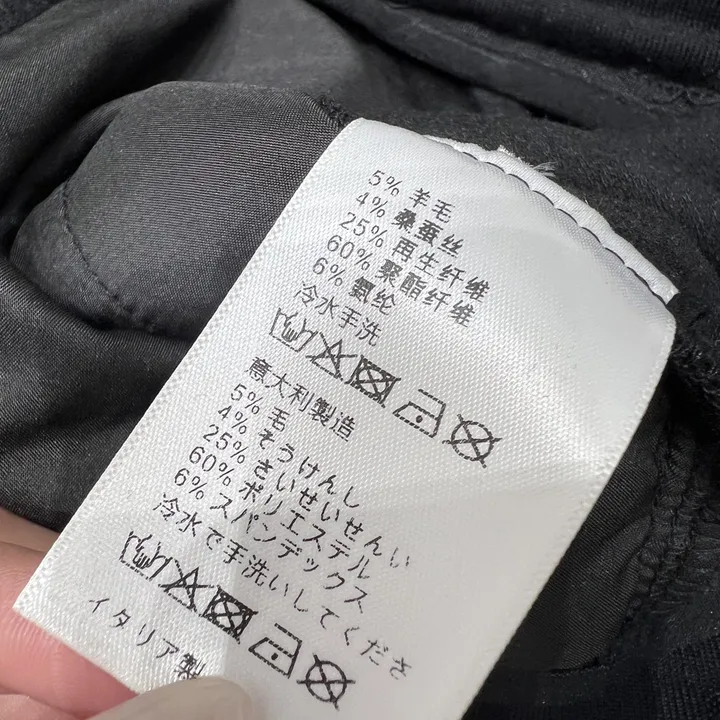 5% 羊毛
4% 桑蚕丝
25% 再生纤维
60% 聚酯纤维
6% 氨纶
冷水手洗
意大利製造
5% 毛
4% そうけんし
25% さいせいせんい
60% ポリエステル
6% スパンデックス
冷水で手洗いしてくださ
イタリア製